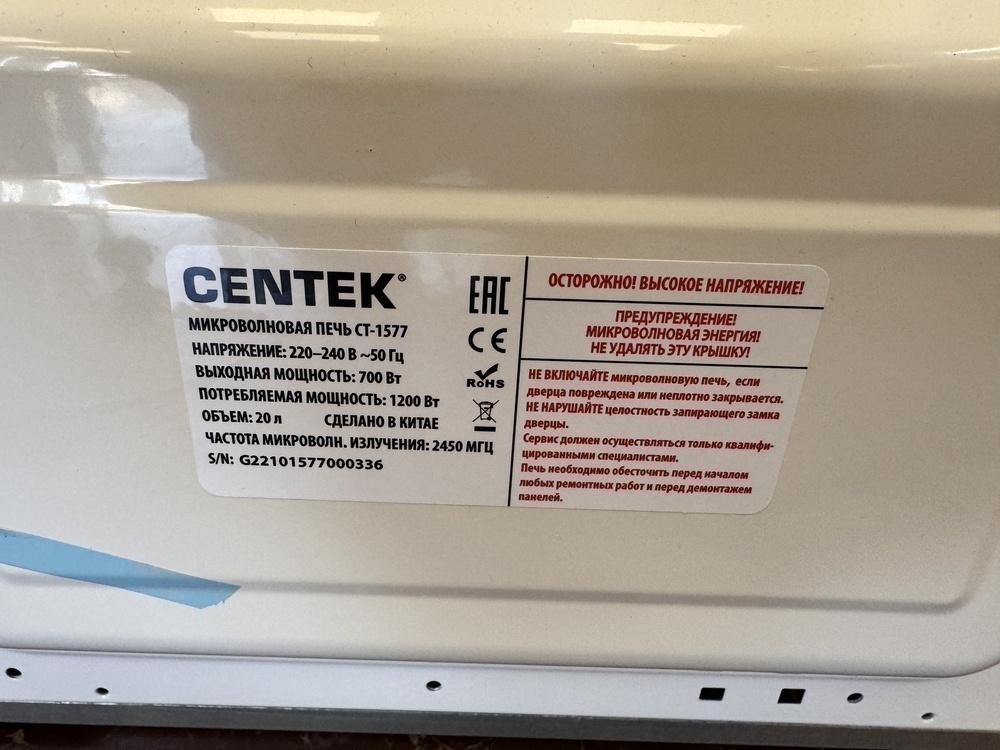 CENTEK®
МИКРОВОЛНОВАЯ ПЕЧЬ CT-1577
НАПРЯЖЕНИЕ: 220–240 В ~50 Гц
ВЫХОДНАЯ МОЩНОСТЬ: 700 Вт
ПОТРЕБЛЯЕМАЯ МОЩНОСТЬ: 1200 Вт
ОБЪЕМ: 20 л СДЕЛАНО В КИТАЕ
ЧАСТОТА МИКРОВОЛН. ИЗЛУЧЕНИЯ: 2450 МГЦ
S/N: G22101577000336
EAC
CE
RoHS
ОСТОРОЖНО! ВЫСОКОЕ НАПРЯЖЕНИЕ!
ПРЕДУПРЕЖДЕНИЕ!
МИКРОВОЛНОВАЯ ЭНЕРГИЯ!
НЕ УДАЛЯТЬ ЭТУ КРЫШКУ!
НЕ ВКЛЮЧАЙТЕ микроволновую печь, если
дверца повреждена или неплотно закрывается.
НЕ НАРУШАЙТЕ целостность запирающего замка
дверцы.
Сервис должен осуществляться только квалифи-
цированными специалистами.
Печь необходимо обесточить перед началом
любых ремонтных работ и перед демонтажем
панелей.